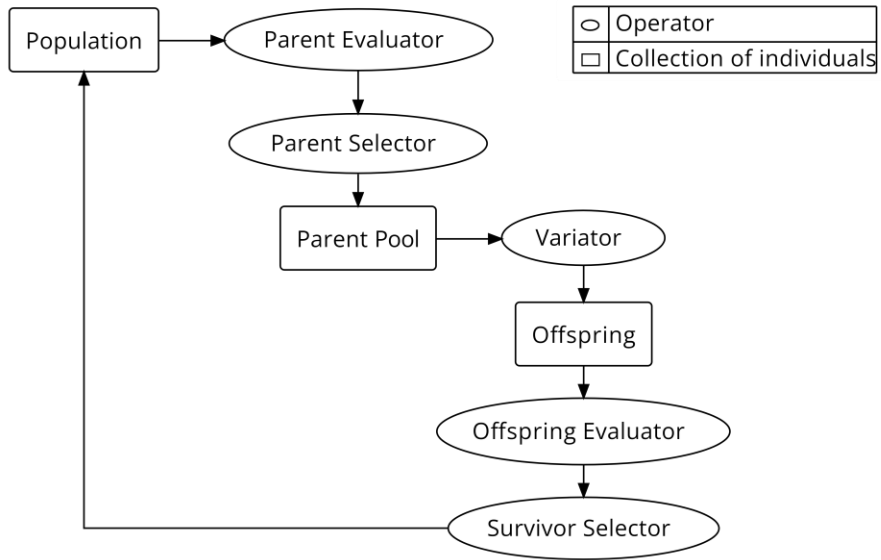 Population
Parent Evaluator
Operator
Collection of individuals
Parent Selector
Parent Pool
Variator
Offspring
Offspring Evaluator
Survivor Selector